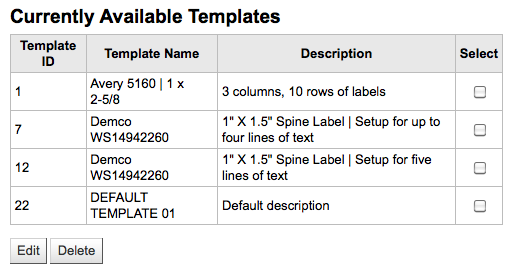 Currently Available Templates
Template
ID
Template Name
Description
Select
1
Avery 5160 | 1 x
2-5/8
3 columns, 10 rows of labels
7
Demco
WS14942260
1" X 1.5" Spine Label | Setup for up to
four lines of text
12
Demco
WS14942260
1" X 1.5" Spine Label | Setup for five
lines of text
22
DEFAULT
TEMPLATE 01
Default description
Edit
Delete